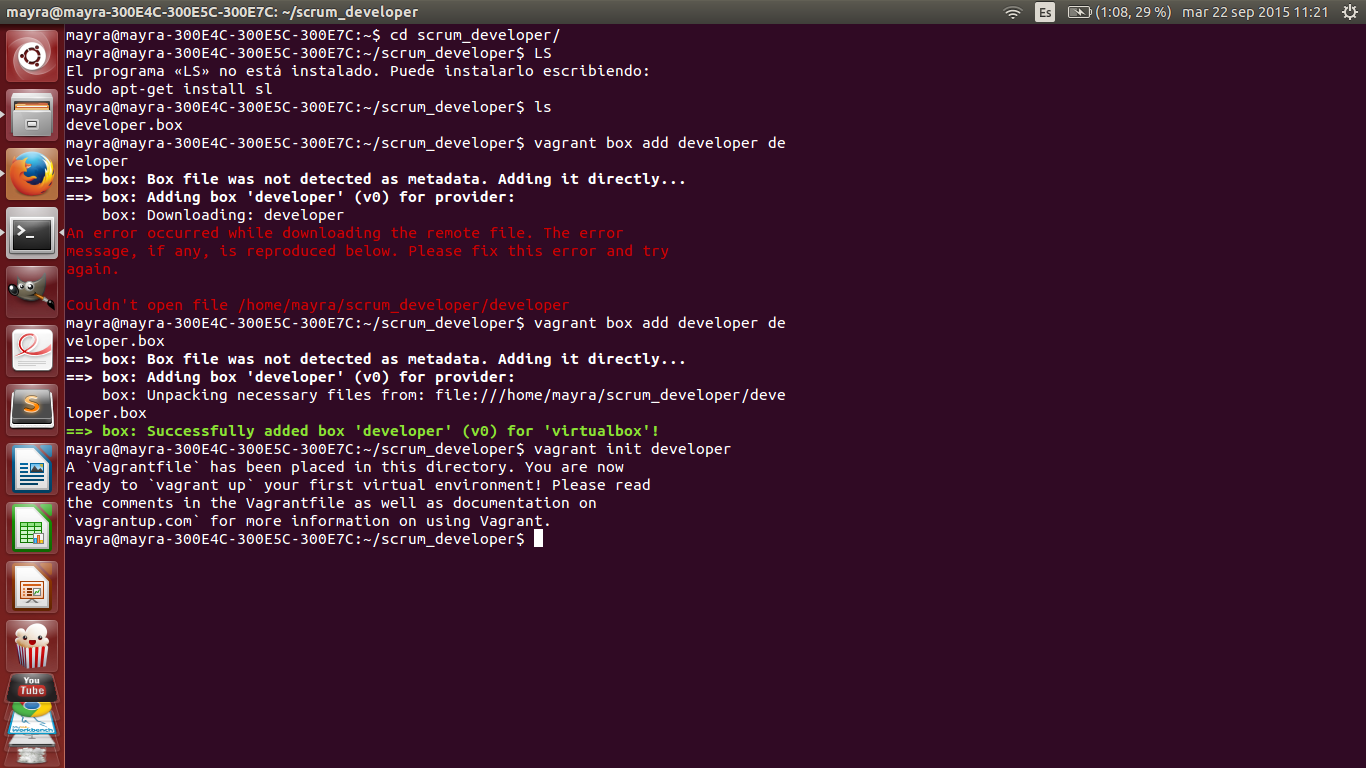 mayra@mayra-300E4C-300E5C-300E7C: ~/scrum_developer
Es
(1:08, 29 %)
mar 22 sep 2015 11:21
mayra@mayra-300E4C-300E5C-300E7C:~$ cd scrum_developer/
mayra@mayra-300E4C-300E5C-300E7C:~/scrum_developer$ LS
El programa «LS» no está instalado. Puede instalarlo escribiendo:
sudo apt-get install sl
mayra@mayra-300E4C-300E5C-300E7C:~/scrum_developer$ ls
developer.box
mayra@mayra-300E4C-300E5C-300E7C:~/scrum_developer$ vagrant box add developer de
veloper
==> box: Box file was not detected as metadata. Adding it directly...
==> box: Adding box 'developer' (v0) for provider:
    box: Downloading: developer
An error occurred while downloading the remote file. The error
message, if any, is reproduced below. Please fix this error and try
again.
Couldn't open file /home/mayra/scrum_developer/developer
mayra@mayra-300E4C-300E5C-300E7C:~/scrum_developer$ vagrant box add developer de
veloper.box
==> box: Box file was not detected as metadata. Adding it directly...
==> box: Adding box 'developer' (v0) for provider:
    box: Unpacking necessary files from: file:///home/mayra/scrum_developer/deve
loper.box
==> box: Successfully added box 'developer' (v0) for 'virtualbox'!
mayra@mayra-300E4C-300E5C-300E7C:~/scrum_developer$ vagrant init developer
A `Vagrantfile` has been placed in this directory. You are now
ready to `vagrant up` your first virtual environment! Please read
the comments in the Vagrantfile as well as documentation on
`vagrantup.com` for more information on using Vagrant.
mayra@mayra-300E4C-300E5C-300E7C:~/scrum_developer$
>_
S
You
Tube
Workbench